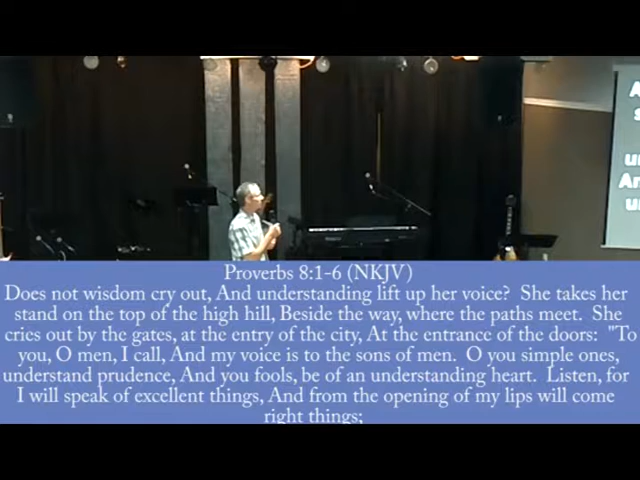 Proverbs 8:1-6 (NKJV)
Does not wisdom cry out, And understanding lift up her voice? She takes her
stand on the top of the high hill, Beside the way, where the paths meet. She
cries out by the gates, at the entry of the city, At the entrance of the doors: "To
you, O men, I call, And my voice is to the sons of men. O you simple ones,
understand prudence, And you fools, be of an understanding heart. Listen, for
I will speak of excellent things, And from the opening of my lips will come
right things;